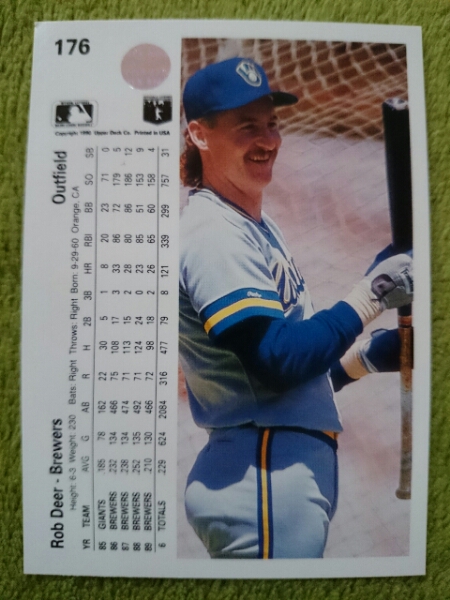 176
Copyright 1990 Upper Deck Co. Printed in USA
Rob Deer - Brewers Outfield
Height: 6-3 Weight: 230 Bats: Right Throws: Right Born: 9-29-60 Orange, CA
YR TEAM AVG G AB R H 2B 3B HR RBI BB SO SB
85 GIANTS .185 78 162 22 30 5 1 8 20 23 71 0
86 BREWERS .232 134 466 75 108 17 3 33 86 72 179 5
87 BREWERS .238 134 474 71 113 15 2 28 80 86 186 12
88 BREWERS .252 135 492 71 124 24 0 23 85 51 153 9
89 BREWERS .210 130 466 72 98 18 2 26 65 60 158 4
6 TOTALS .229 624 2084 316 477 79 8 121 339 299 757 31